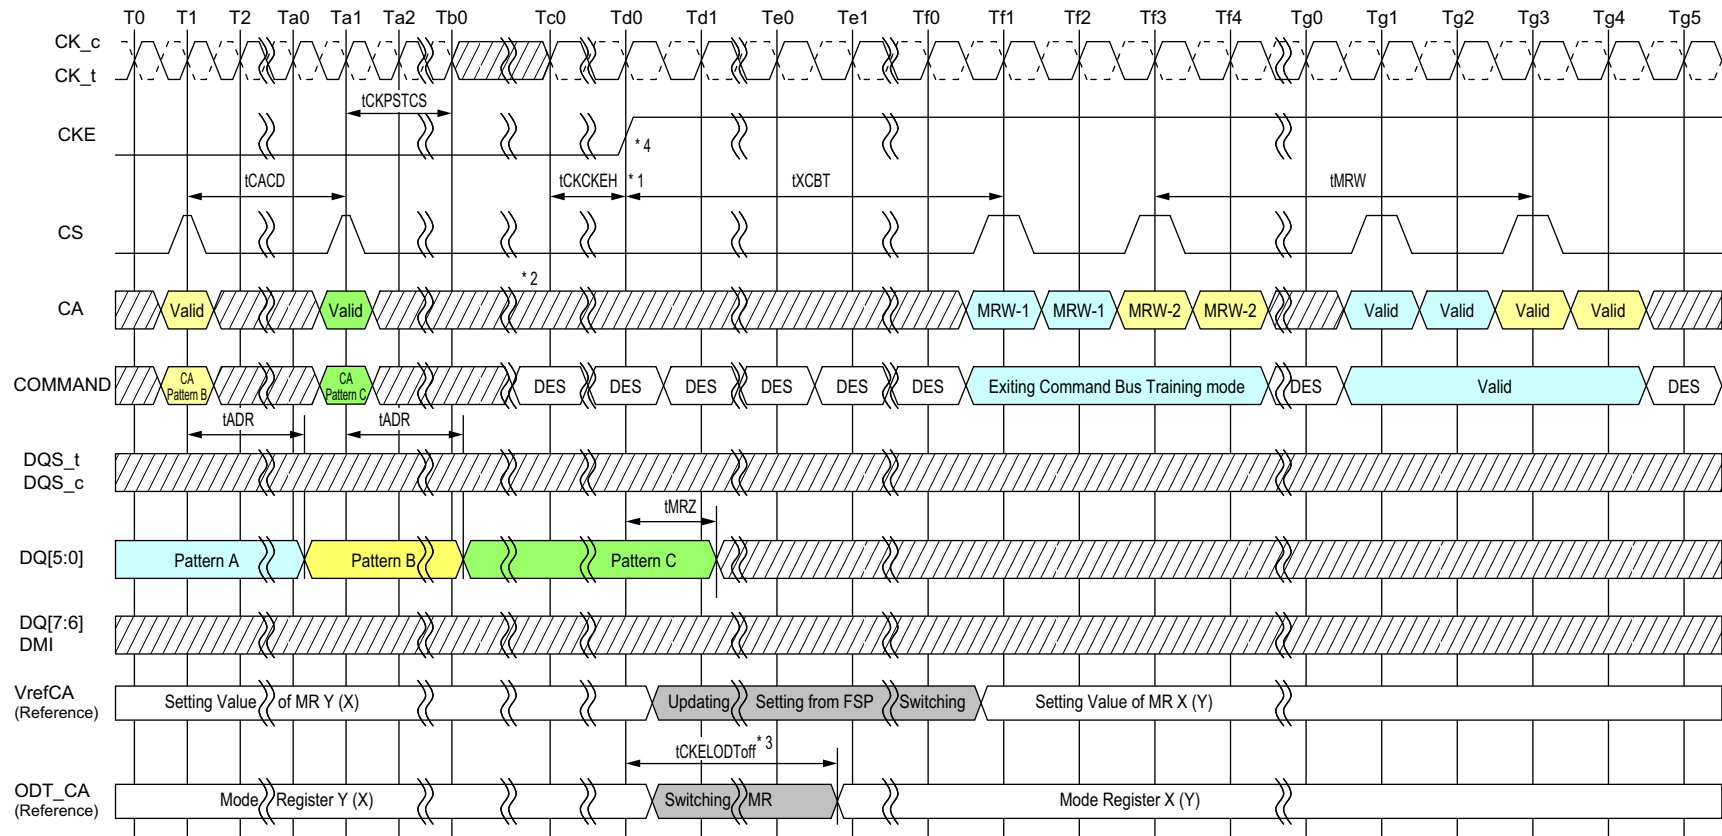 T0 T1 T2 Ta0 Ta1 Ta2 Tb0 Tc0 Td0 Td1 Te0 Te1 Tf0 Tf1 Tf2 Tf3 Tf4 Tg0 Tg1 Tg2 Tg3 Tg4 Tg5
CK_c
CK_t
tCKPSTCS
CKE
* 4
tCACD tCKCKEH * 1 tXCBT tMRW
CS
* 2
CA Valid Valid MRW-1 MRW-1 MRW-2 MRW-2 Valid Valid Valid Valid
COMMAND CA Pattern B CA Pattern C DES DES DES DES DES DES Exiting Command Bus Training mode DES Valid DES
tADR tADR
DQS_t
DQS_c
tMRZ
DQ[5:0] Pattern A Pattern B Pattern C
DQ[7:6]
DMI
VrefCA
(Reference)
Setting Value of MR Y (X) Updating Setting from FSP Switching Setting Value of MR X (Y)
tCKELODToff * 3
ODT_CA
(Reference)
Mode Register Y (X) Switching MR Mode Register X (Y)